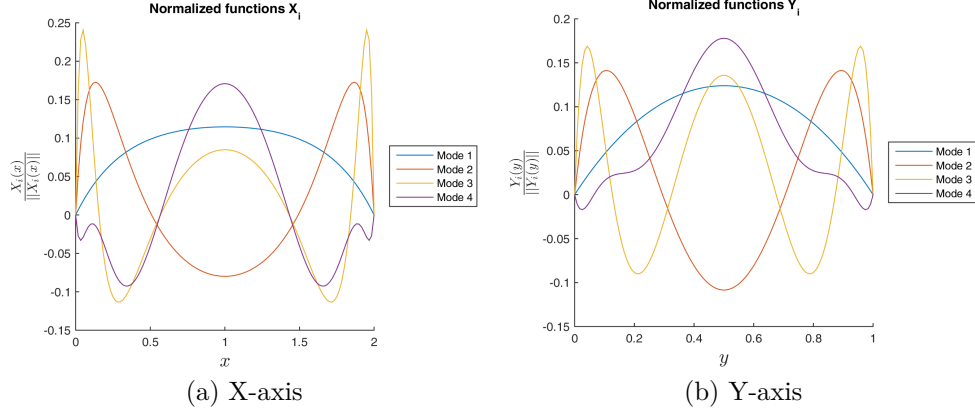 Normalized functions X_i
0.25
0.2
0.15
0.1
0.05
0
-0.05
-0.1
-0.15
X_i(x)
||X_i(x)||
0
0.5
1
1.5
2
x
Mode 1
Mode 2
Mode 3
Mode 4
(a) X-axis
Normalized functions Y_i
0.2
0.15
0.1
0.05
0
-0.05
-0.1
-0.15
Y_i(y)
||Y_i(y)||
0
0.2
0.4
0.6
0.8
1
y
Mode 1
Mode 2
Mode 3
Mode 4
(b) Y-axis